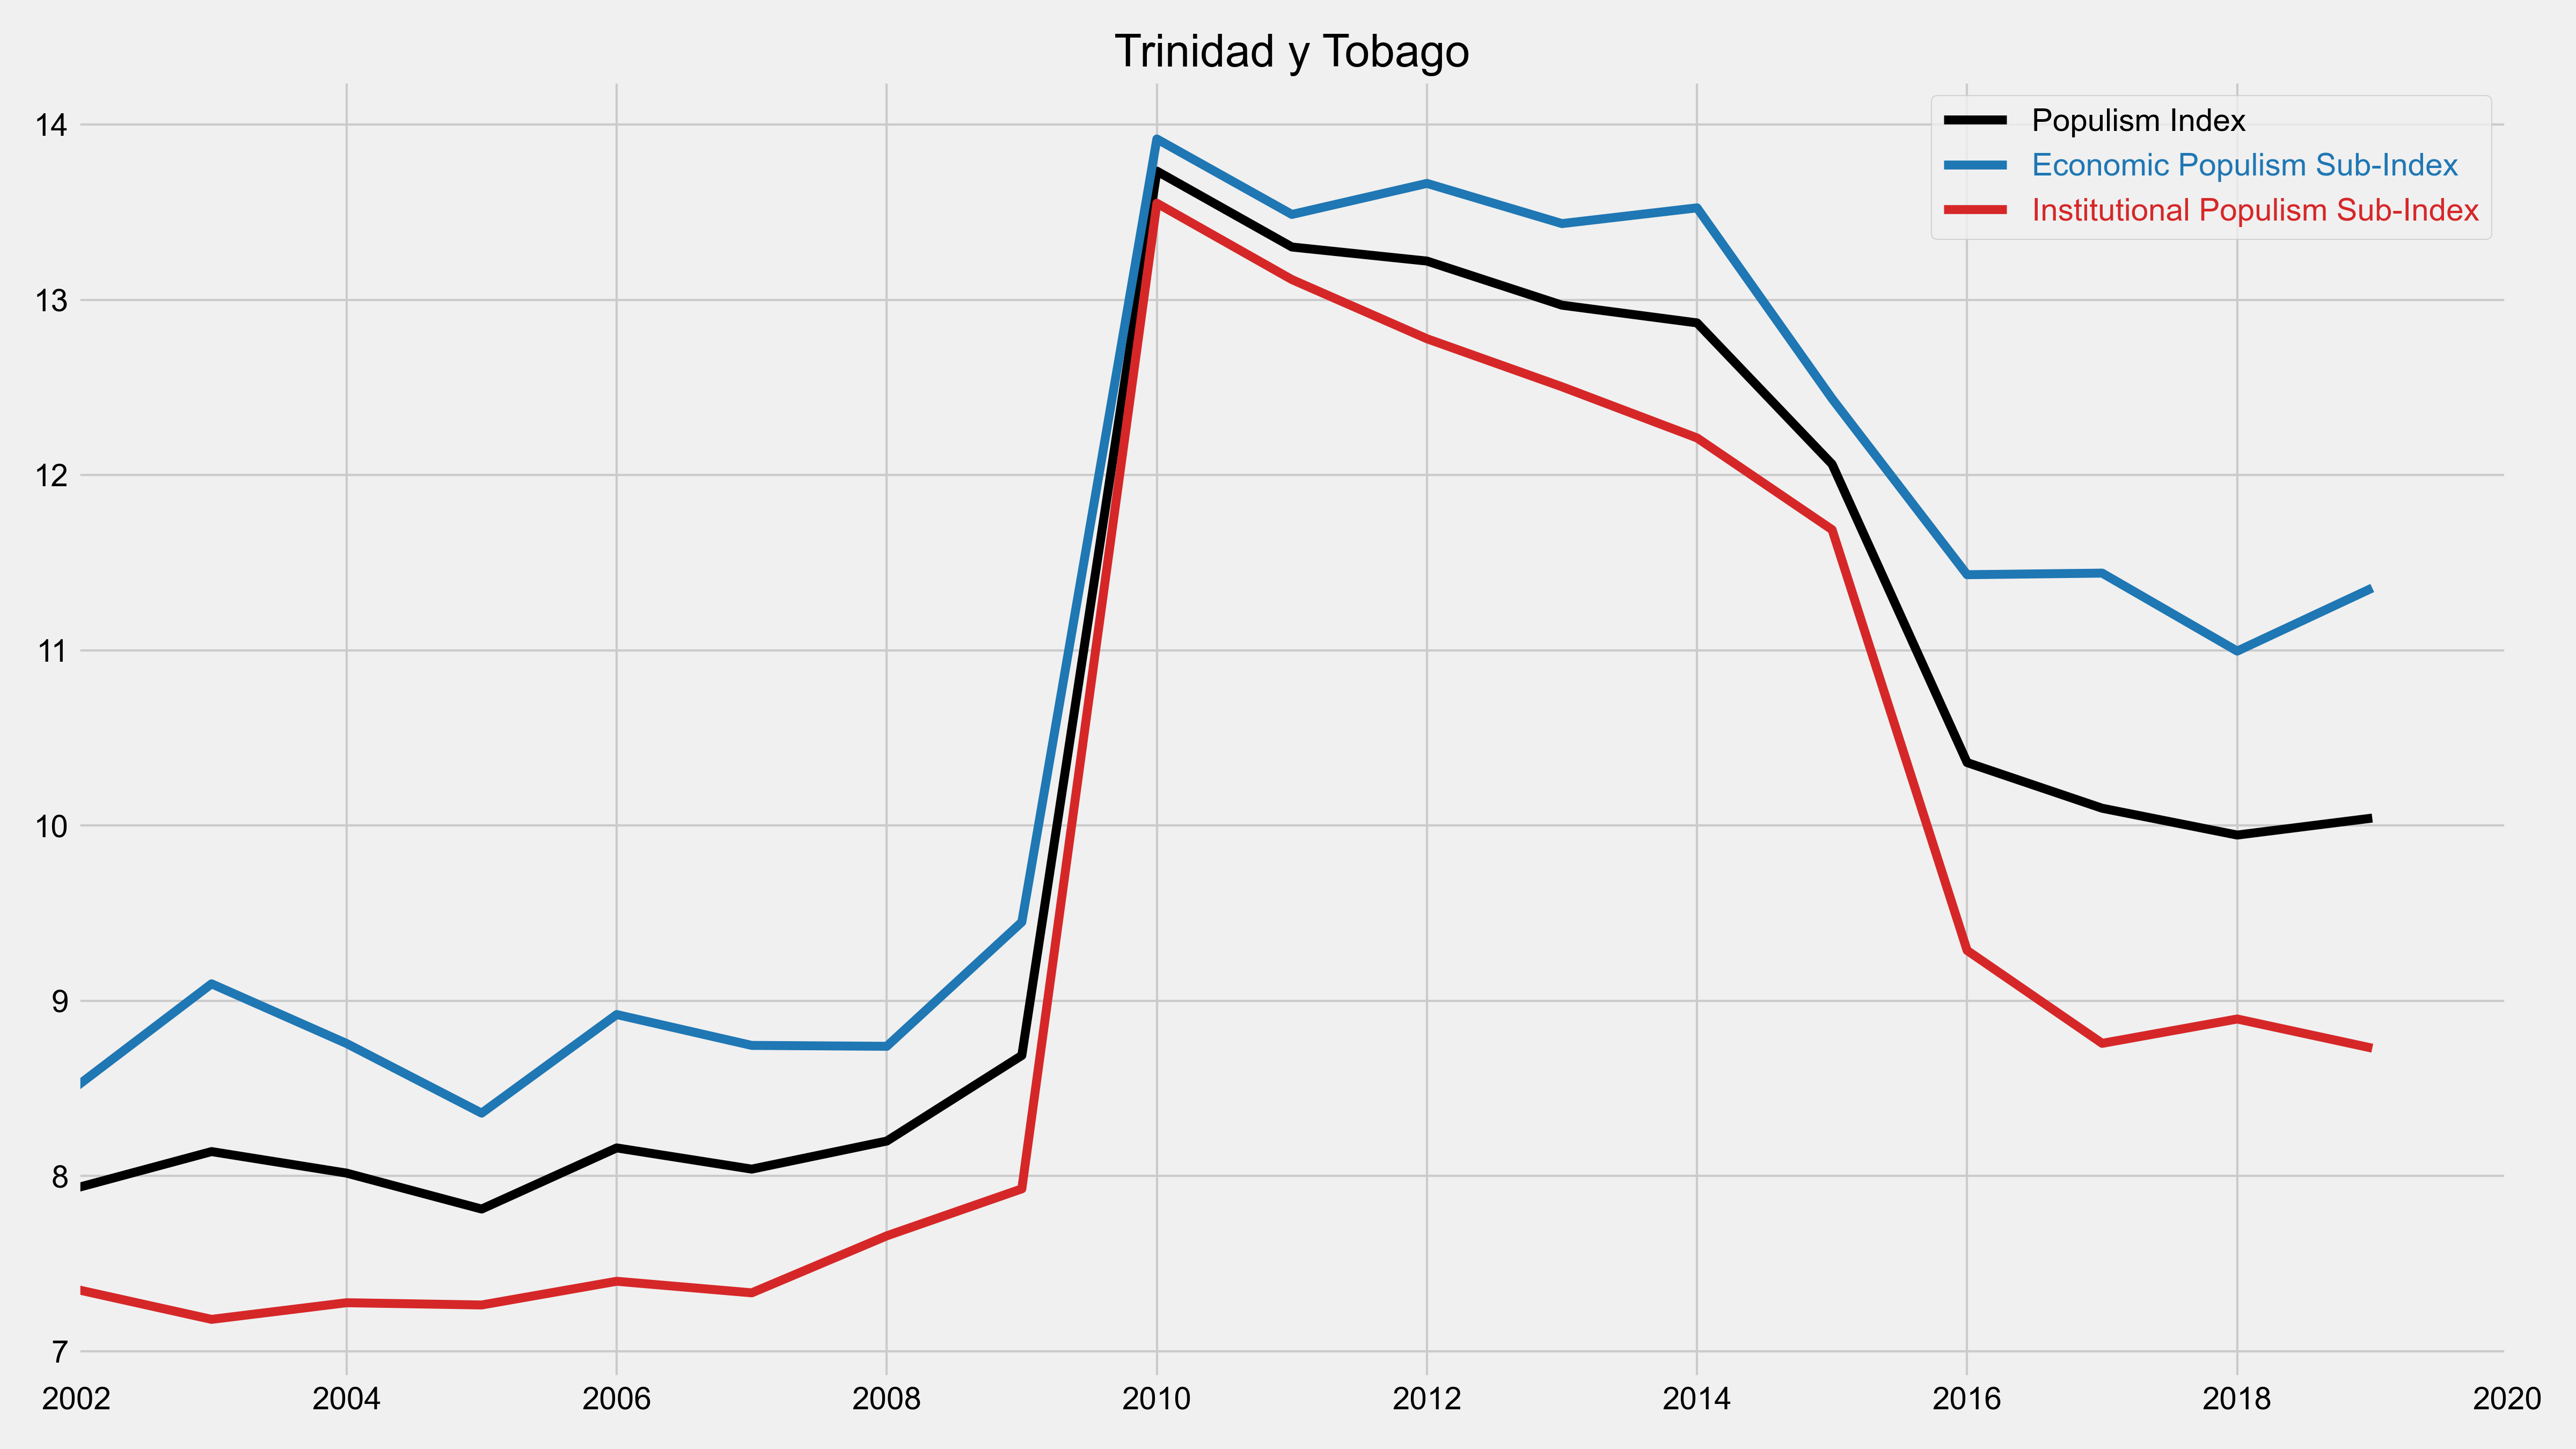 Trinidad y Tobago
Populism Index
Economic Populism Sub-Index
Institutional Populism Sub-Index
14
13
12
11
10
9
8
7
2002 2004 2006 2008 2010 2012 2014 2016 2018 2020